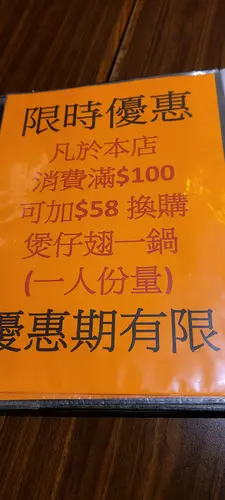 限時優惠
凡於本店
消費滿$100
可加$58 換購
煲仔翅一鍋
(一人份量)
優惠期有限